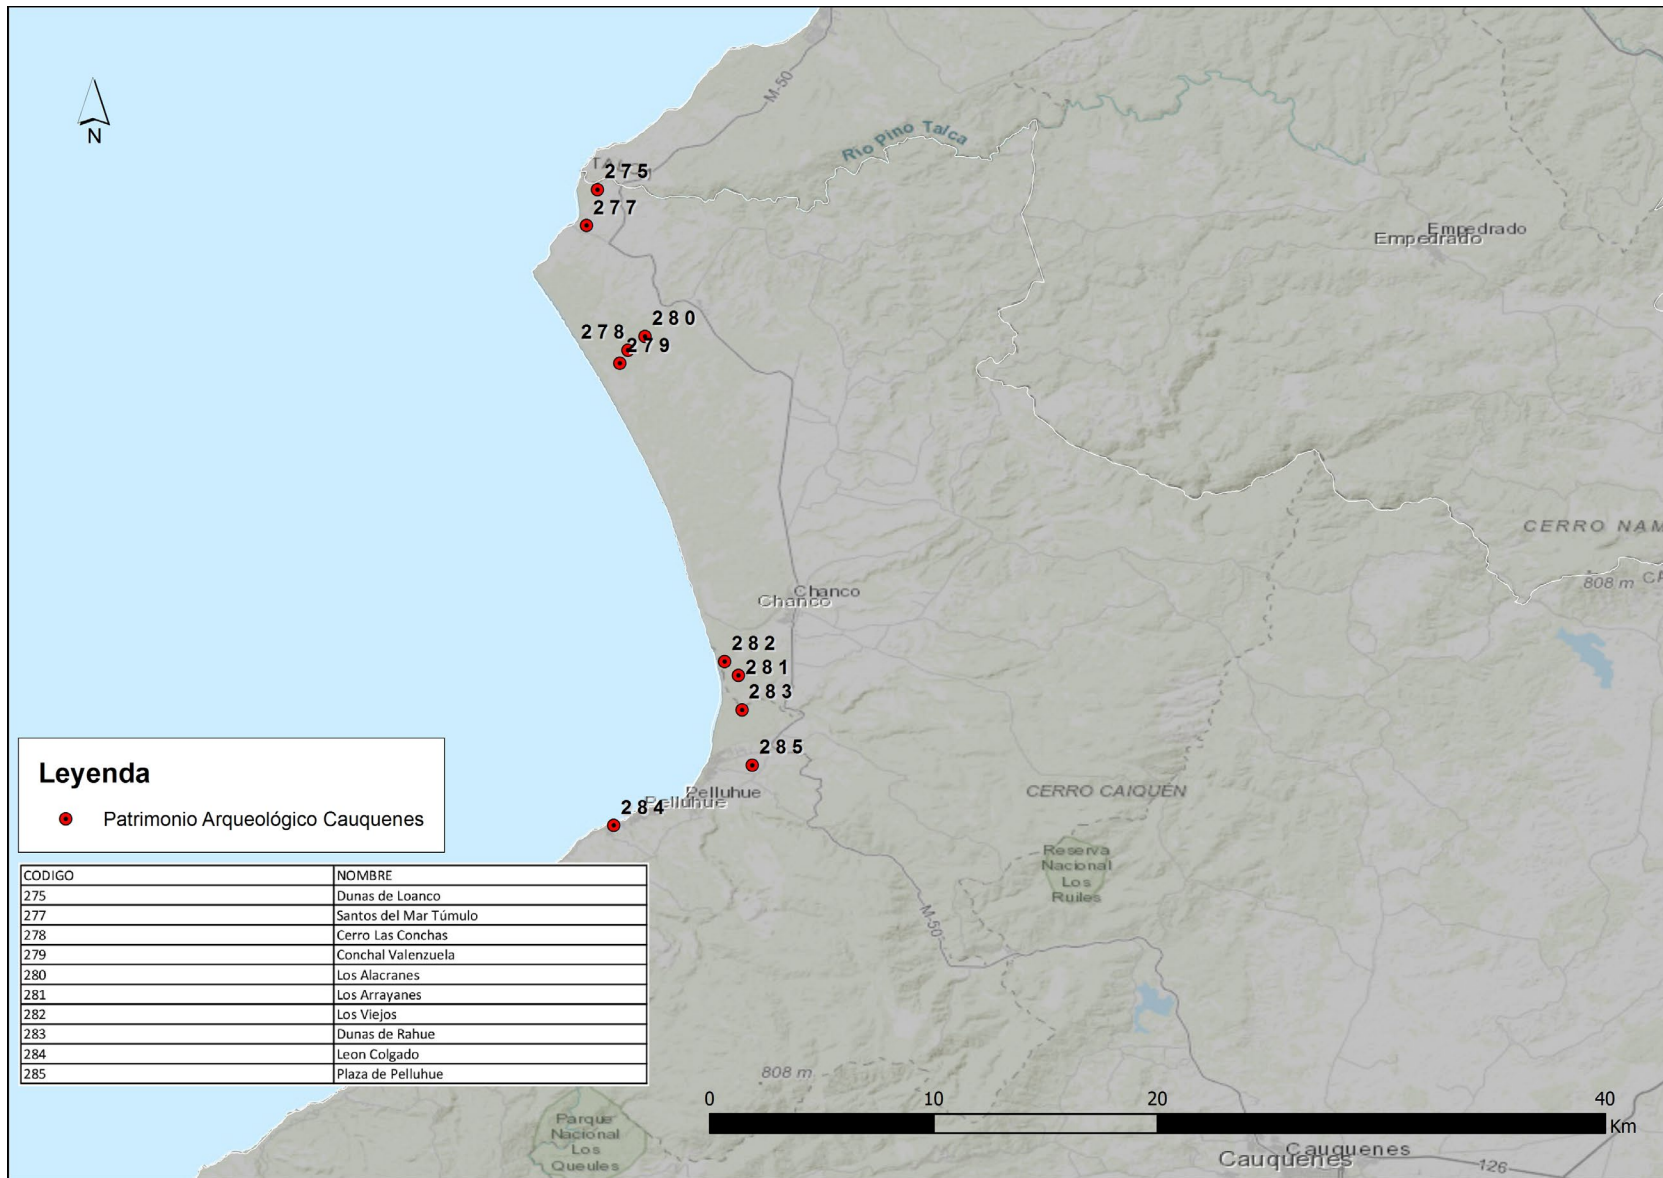 M-50
N
Río Pino Talca
275
277
Empedrado
Empedrado
280
278
279
CERRO NAM
808 m
Chanco
Chanco
282
281
283
285
Pelluhue
Pelluhue
284
CERRO CAIQUÉN
Reserva
Nacional
Los
Ruiles
M-50
Leyenda
Patrimonio Arqueológico Cauquenes
CODIGO NOMBRE
275 Dunas de Loanco
277 Santos del Mar Túmulo
278 Cerro Las Conchas
279 Conchal Valenzuela
280 Los Alacranes
281 Los Arrayanes
282 Los Viejos
283 Dunas de Rahue
284 Leon Colgado
285 Plaza de Pelluhue
808 m
0 10 20 40
Km
Parque
Nacional
Los
Queules
Cauquenes
Cauquenes
126